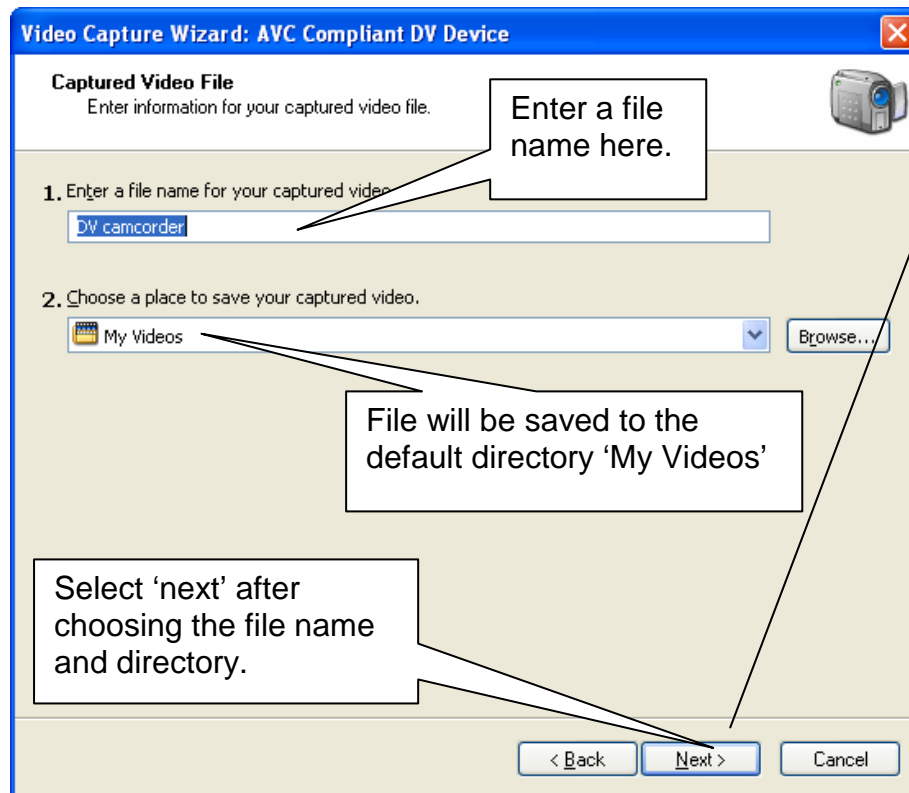 Video Capture Wizard: AVC Compliant DV Device
Captured Video File
Enter information for your captured video file.
Enter a file
name here.
1. Enter a file name for your captured video
DV camcorder
2. Choose a place to save your captured video.
My Videos
Browse...
File will be saved to the
default directory ‘My Videos’
Select ‘next’ after
choosing the file name
and directory.
< Back
Next >
Cancel